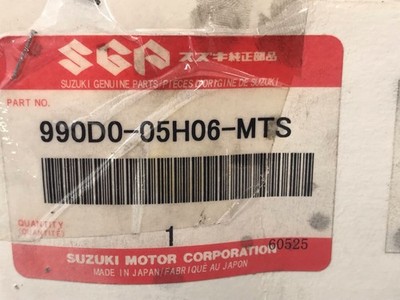 SGP スズキ純正部品
SUZUKI GENUINE PARTS/PIÈCES D'ORIGINE DE SUZUKI
PART NO.
990D0-05H06-MTS
QUANTITY
(QUANTITÉ)
1
60525
SUZUKI MOTOR CORPORATION
MADE IN JAPAN/FABRIQUÉ AU JAPON